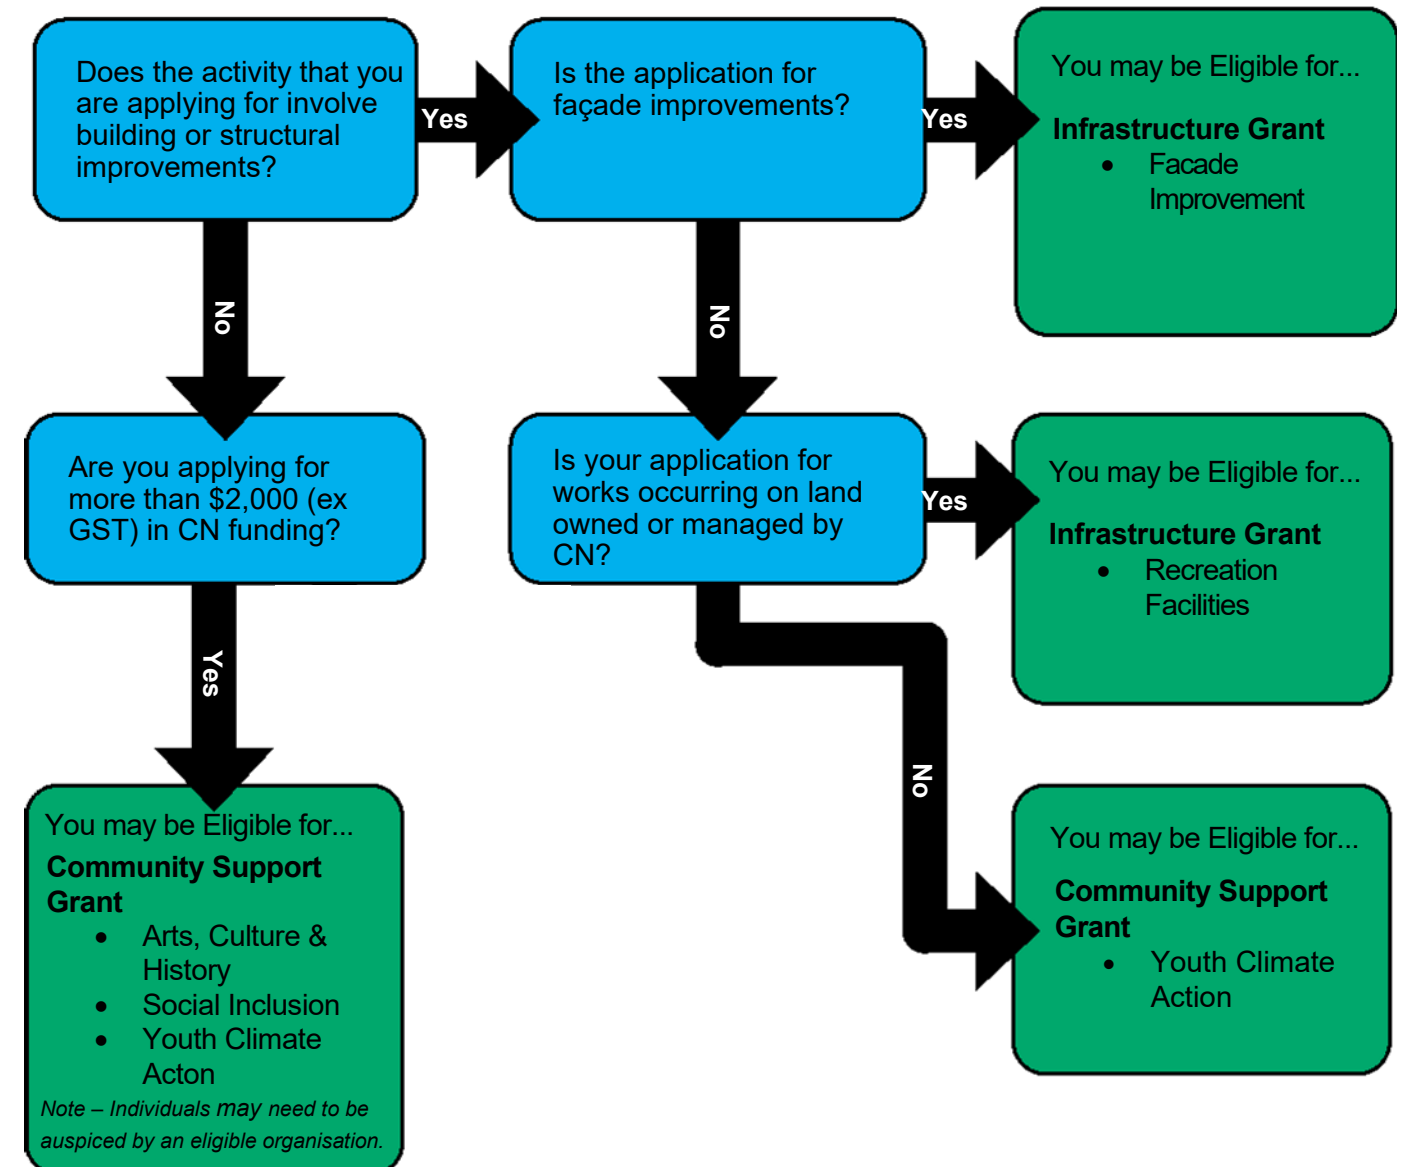 Does the activity that you
are applying for involve
building or structural
improvements?
Yes
Is the application for
façade improvements?
Yes
You may be Eligible for...
Infrastructure Grant
• Facade
Improvement
No
No
Are you applying for
more than $2,000 (ex
GST) in CN funding?
Is your application for
works occurring on land
owned or managed by
CN?
Yes
You may be Eligible for...
Infrastructure Grant
• Recreation
Facilities
Yes
No
You may be Eligible for...
Community Support
Grant
• Arts, Culture &
History
• Social Inclusion
• Youth Climate
Acton
Note – Individuals may need to be
auspiced by an eligible organisation.
You may be Eligible for...
Community Support
Grant
• Youth Climate
Action